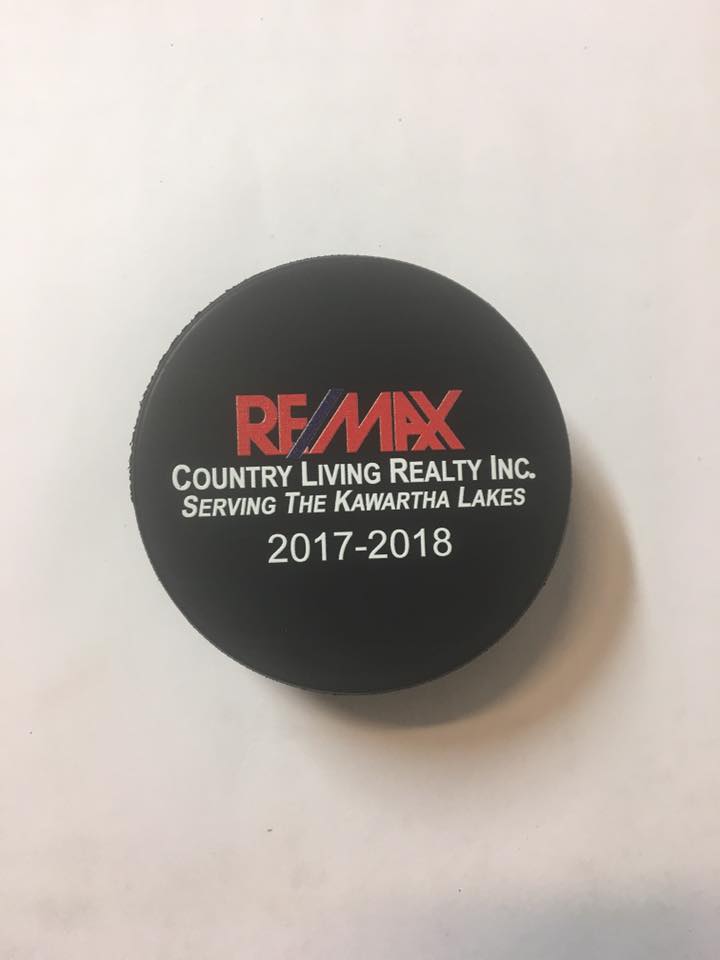 RE/MAX
COUNTRY LIVING REALTY INC.
SERVING THE KAWARTHA LAKES
2017-2018